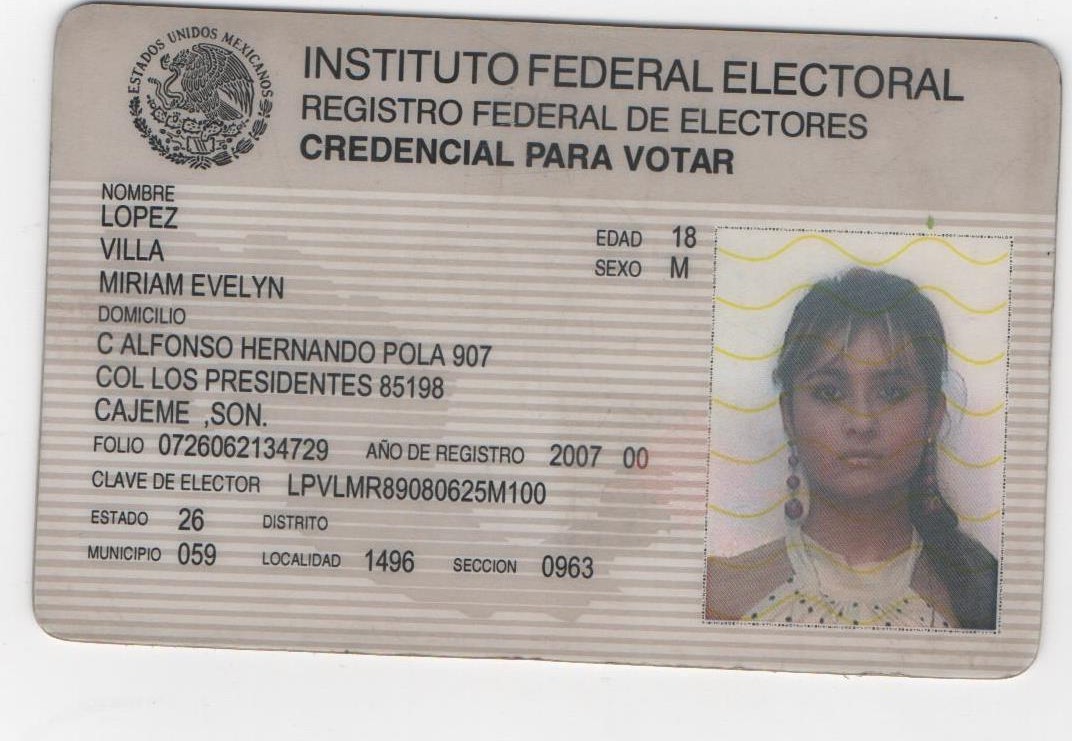 ESTADOS UNIDOS MEXICANOS
INSTITUTO FEDERAL ELECTORAL
REGISTRO FEDERAL DE ELECTORES
CREDENCIAL PARA VOTAR
NOMBRE
LOPEZ
VILLA
MIRIAM EVELYN
EDAD 18
SEXO M
DOMICILIO
C ALFONSO HERNANDO POLA 907
COL LOS PRESIDENTES 85198
CAJEME ,SON.
FOLIO 0726062134729 AÑO DE REGISTRO 2007 00
CLAVE DE ELECTOR LPVLMR89080625M100
ESTADO 26 DISTRITO
MUNICIPIO 059 LOCALIDAD 1496 SECCION 0963